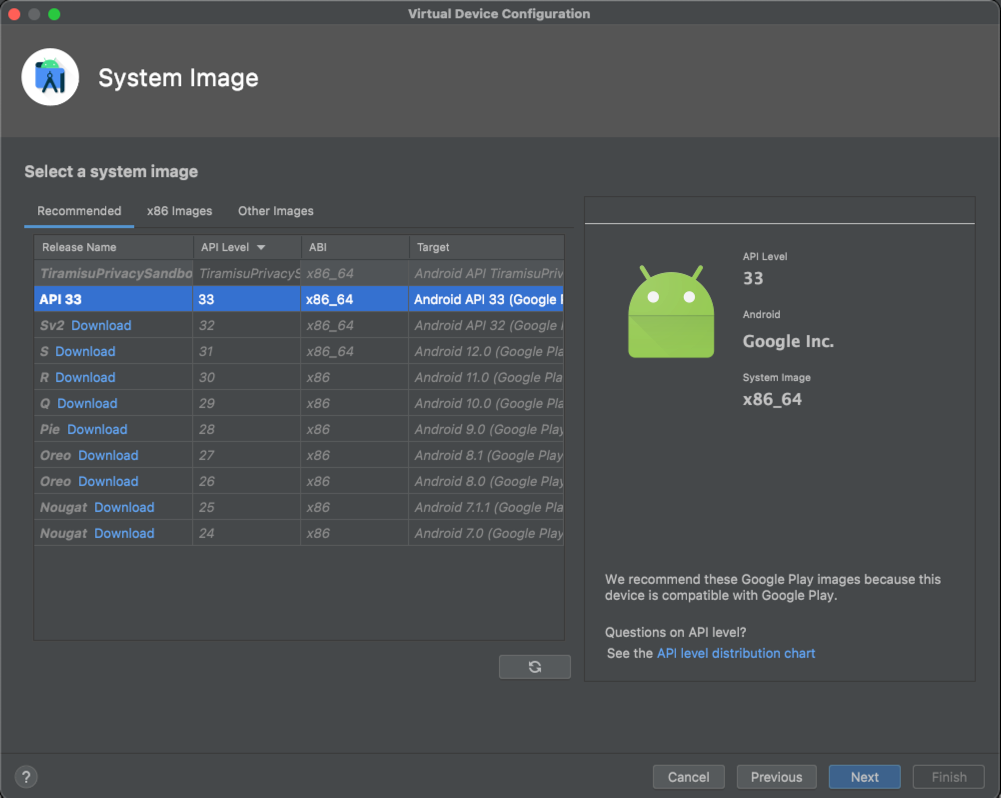 Virtual Device Configuration
System Image
Select a system image
Recommended x86 Images Other Images
Release Name API Level ABI Target
TiramisuPrivacySandbo TiramisuPrivacyS x86_64 Android API TiramisuPriv
API 33 33 x86_64 Android API 33 (Google
Sv2 Download 32 x86_64 Android API 32 (Google
S Download 31 x86_64 Android 12.0 (Google Pla
R Download 30 x86 Android 11.0 (Google Pla
Q Download 29 x86 Android 10.0 (Google Pla
Pie Download 28 x86 Android 9.0 (Google Play
Oreo Download 27 x86 Android 8.1 (Google Play
Oreo Download 26 x86 Android 8.0 (Google Play
Nougat Download 25 x86 Android 7.1.1 (Google Pla
Nougat Download 24 x86 Android 7.0 (Google Play
API Level
33
Android
Google Inc.
System Image
x86_64
We recommend these Google Play images because this
device is compatible with Google Play.
Questions on API level?
See the API level distribution chart
? Cancel Previous Next Finish